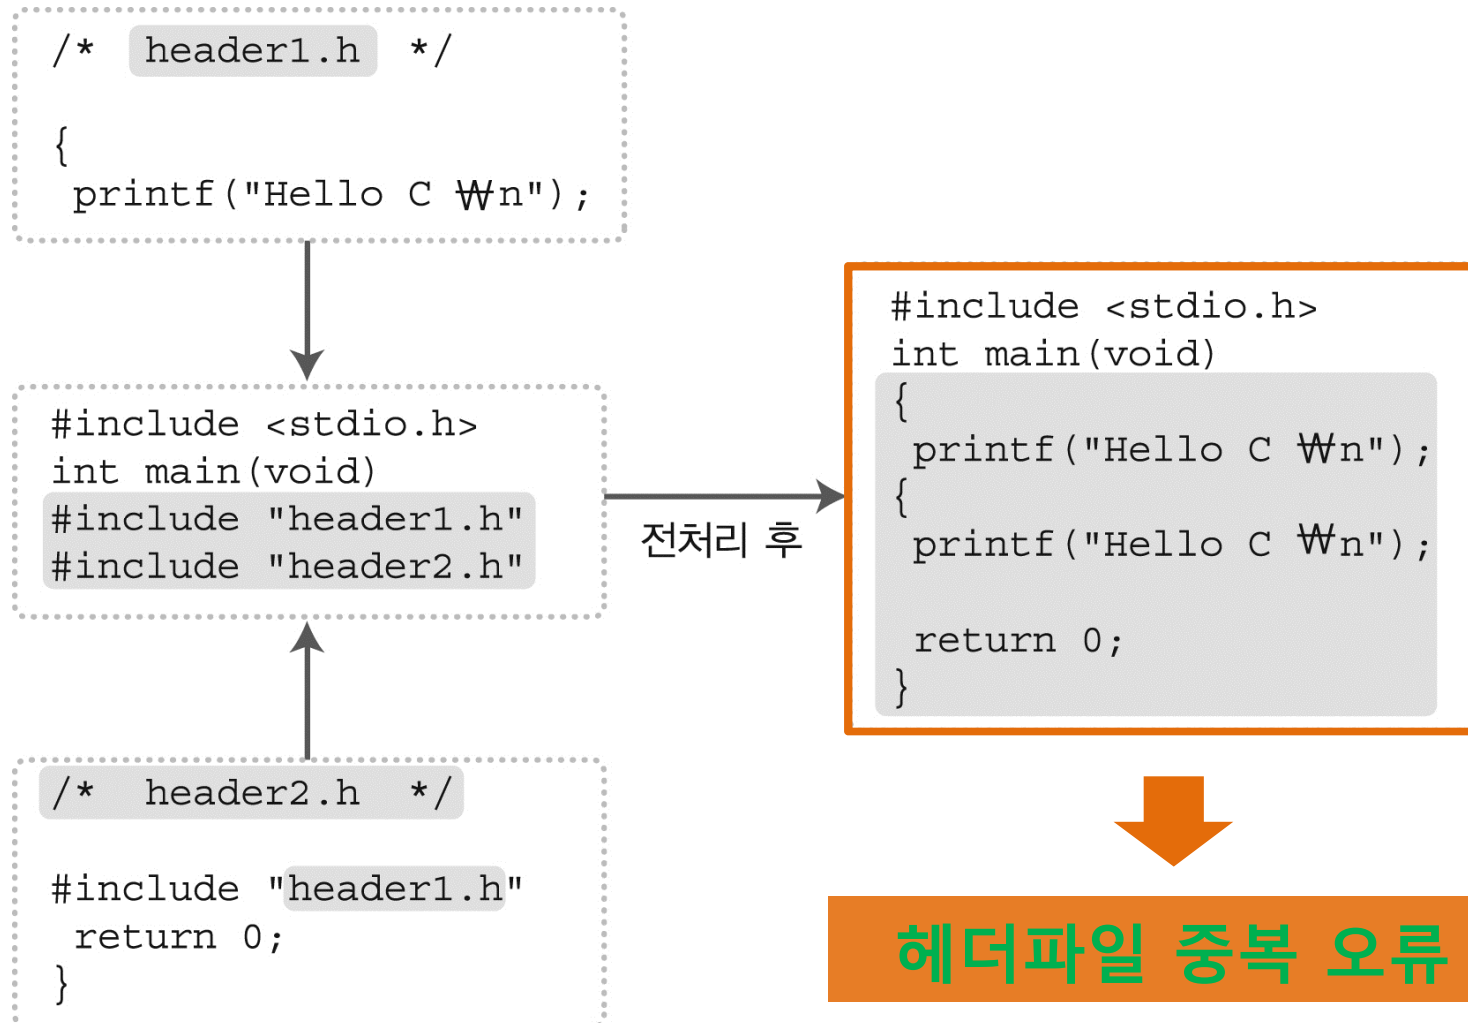 /* header1.h */
{
printf("Hello C ₩n");
#include <stdio.h>
int main(void)
#include "header1.h"
#include "header2.h"
/* header2.h */
#include "header1.h"
return 0;
}
전처리 후
#include <stdio.h>
int main(void)
{
printf("Hello C ₩n");
{
printf("Hello C ₩n");
return 0;
}
헤더파일 중복 오류